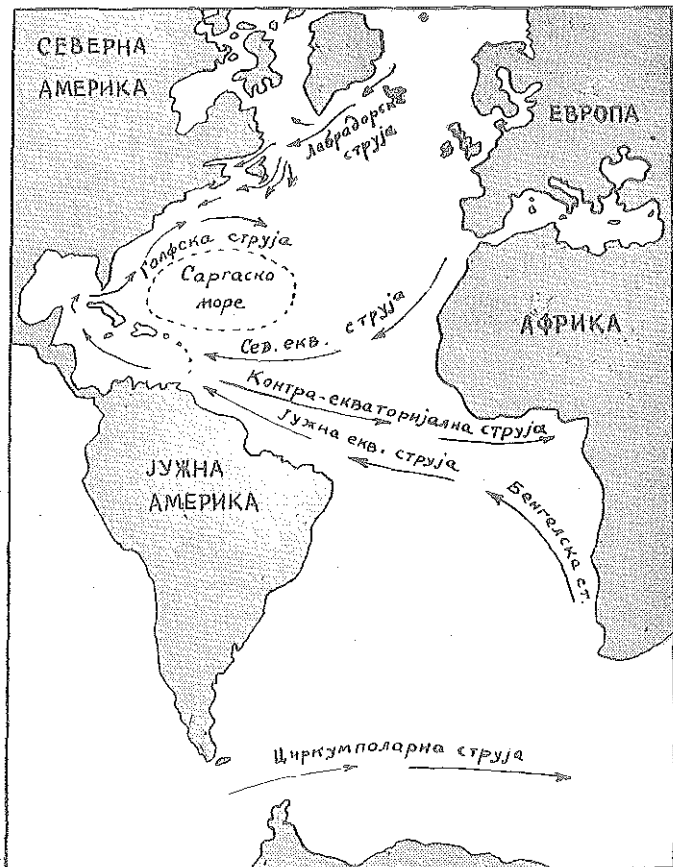 СЕВЕРНА
АМЕРИКА
ЕВРОПА
Лабрадорска
струја
Голфска струја
Саргаско
море
АФРИКА
Сев. екв. струја
Контра-екваторијална струја
Јужна екв. струја
ЈУЖНА
АМЕРИКА
Бенгелска ст.
Циркумполарна струја